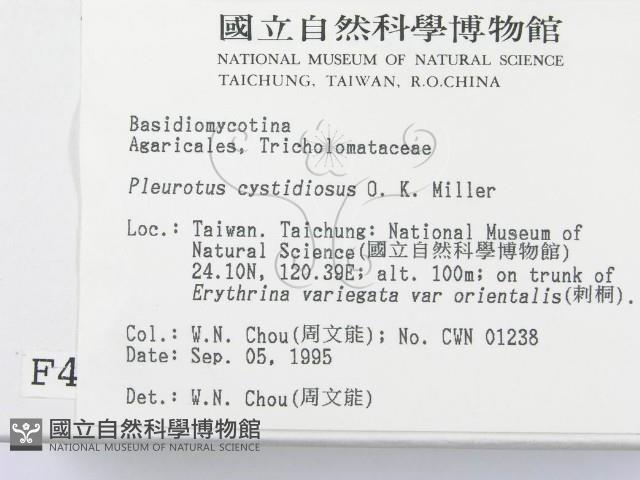 國立自然科學博物館
NATIONAL MUSEUM OF NATURAL SCIENCE
TAICHUNG, TAIWAN, R.O.CHINA
Basidiomycotina
Agaricales, Tricholomataceae
Pleurotus cystidiosus O. K. Miller
Loc.: Taiwan. Taichung: National Museum of
Natural Science(國立自然科學博物館)
24.10N, 120.39E; alt. 100m; on trunk of
Erythrina variegata var orientalis(刺桐).
Col.: W.N. Chou(周文能); No. CWN 01238
Date: Sep. 05, 1995
Det.: W.N. Chou(周文能)
F4
國立自然科學博物館
NATIONAL MUSEUM OF NATURAL SCIENCE